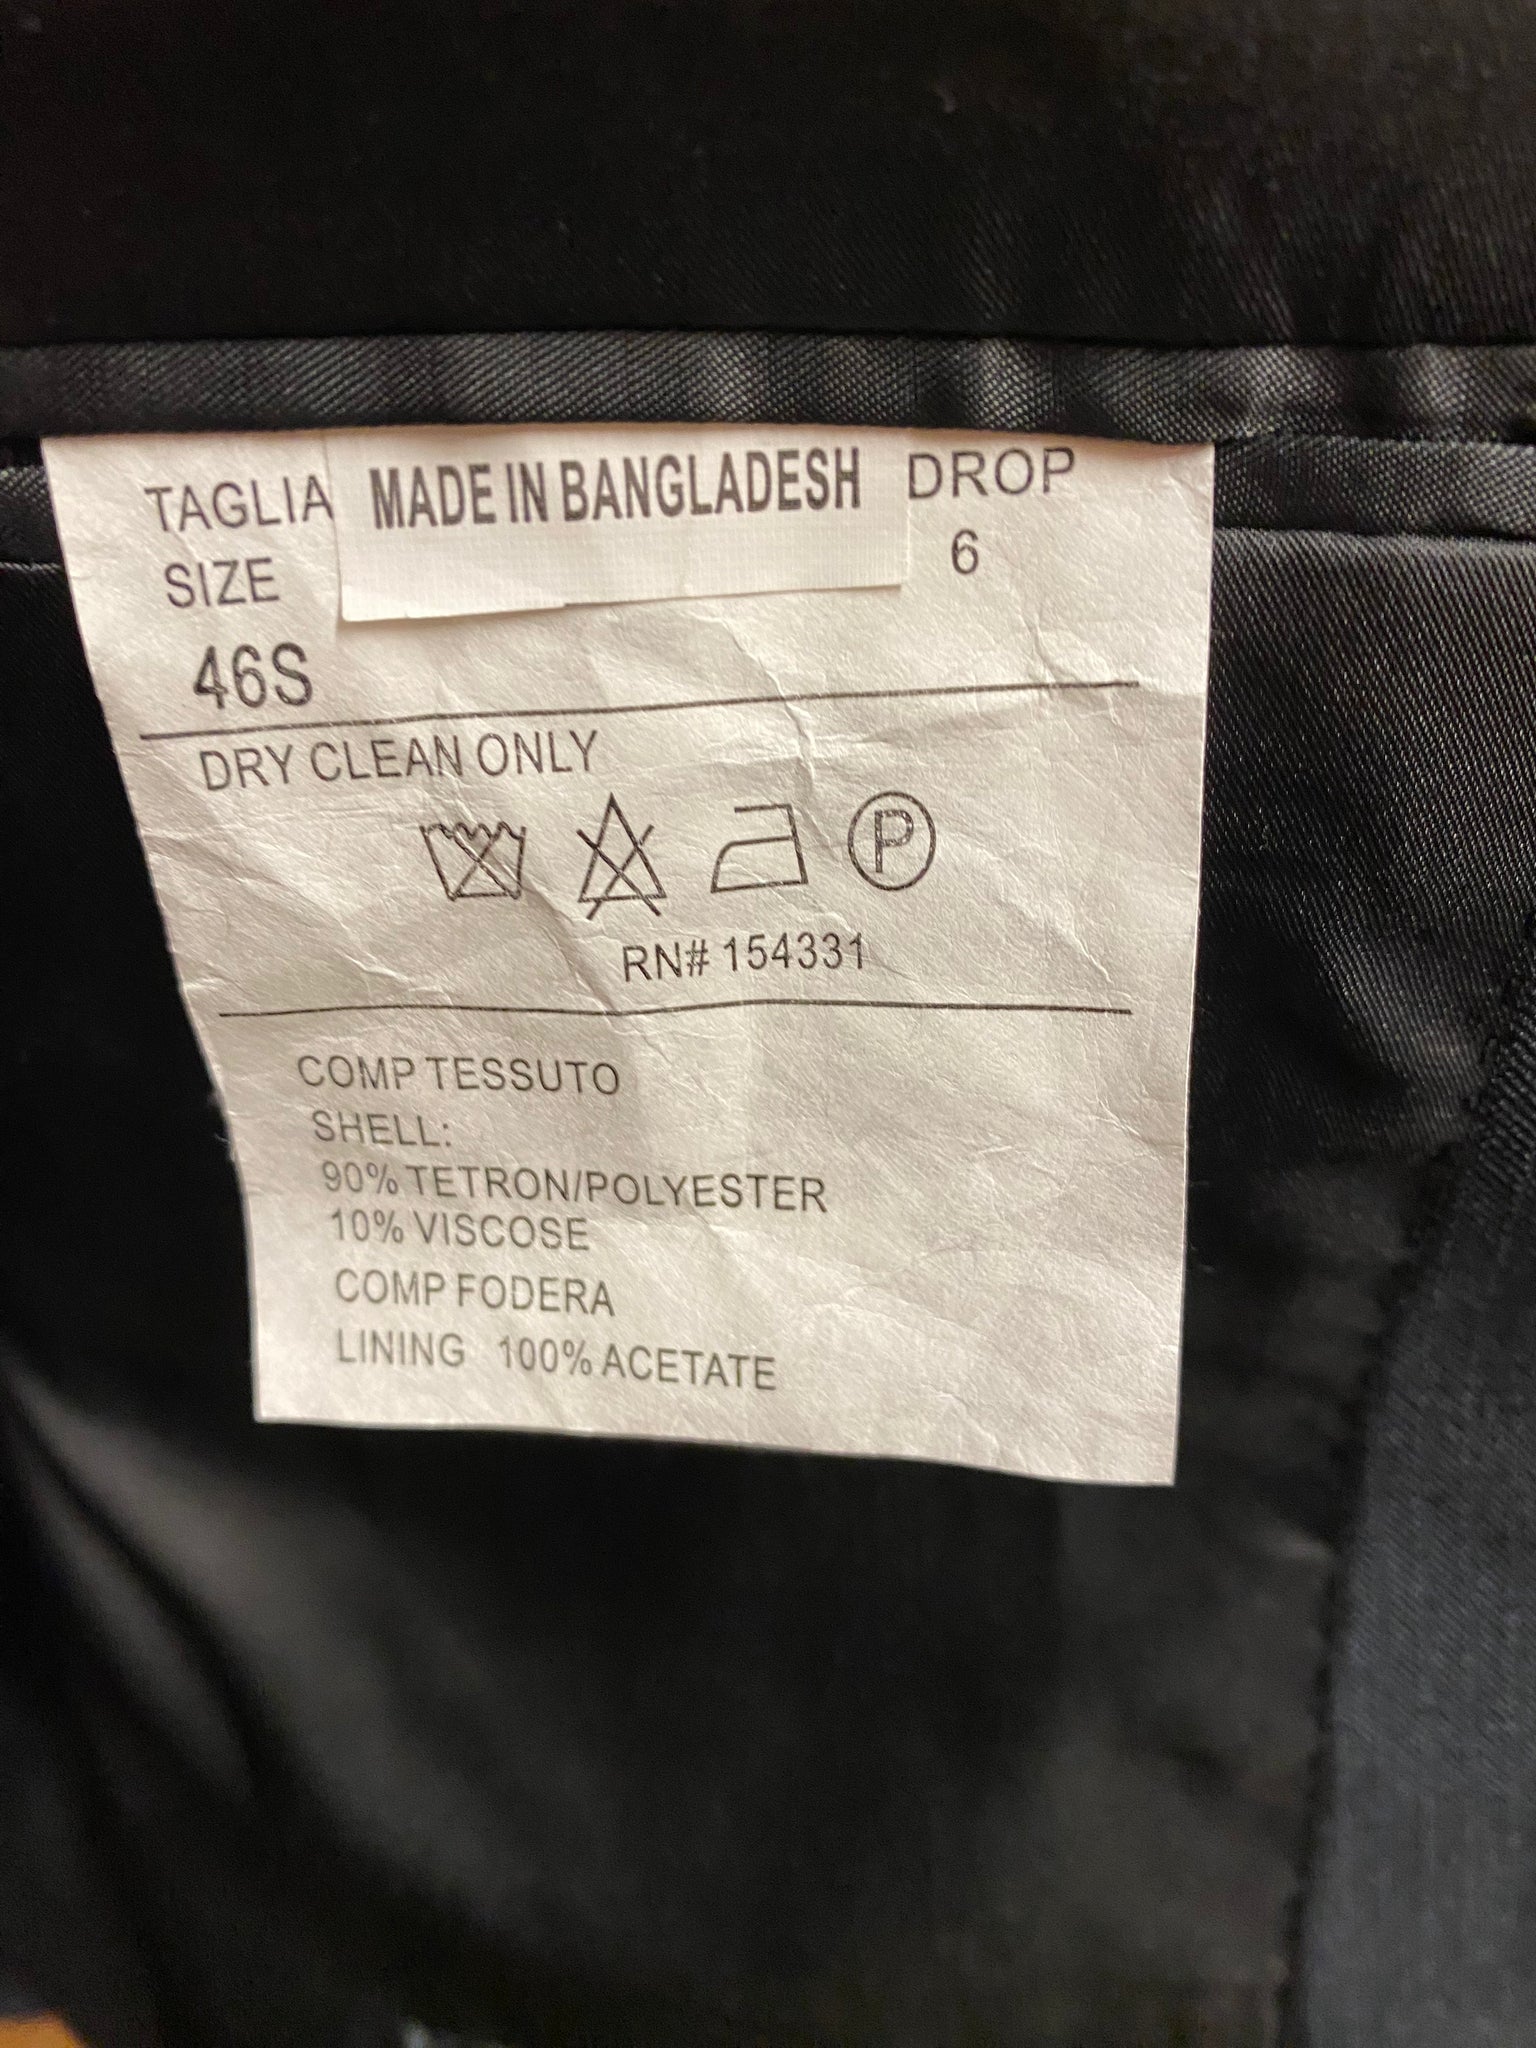 TAGLIA
SIZE
46S
MADE IN BANGLADESH
DROP
6
DRY CLEAN ONLY
P
RN# 154331
COMP TESSUTO
SHELL:
90% TETRON/POLYESTER
10% VISCOSE
COMP FODERA
LINING 100% ACETATE